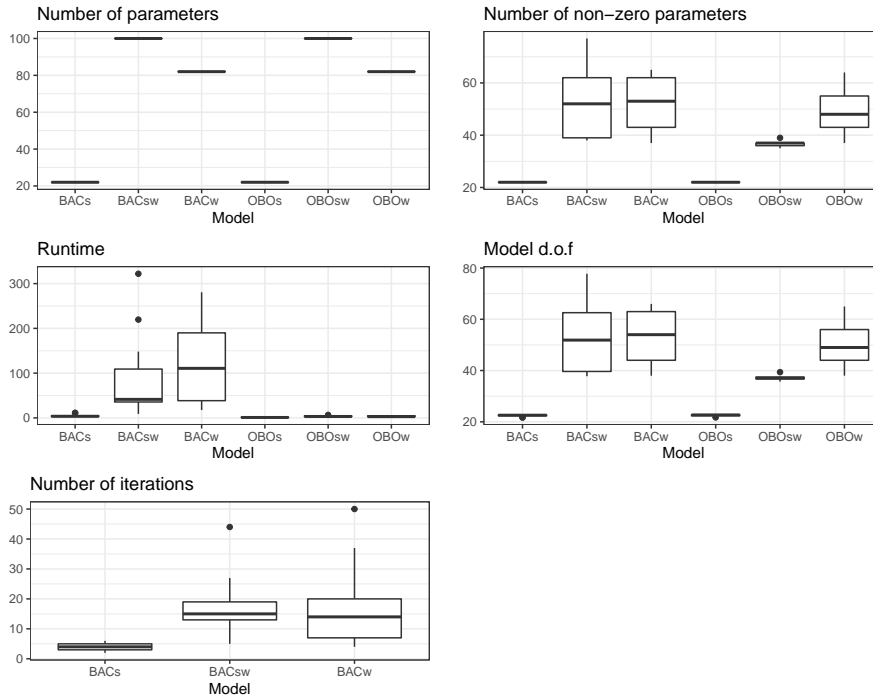 Number of parameters
100
80
60
40
20
BACs BACsw BACw OBOs OBOsw OBOw
Model
Number of non−zero parameters
60
40
20
BACs BACsw BACw OBOs OBOsw OBOw
Model
Runtime
300
200
100
0
BACs BACsw BACw OBOs OBOsw OBOw
Model
Model d.o.f
80
60
40
20
BACs BACsw BACw OBOs OBOsw OBOw
Model
Number of iterations
50
40
30
20
10
0
BACs BACsw BACw
Model